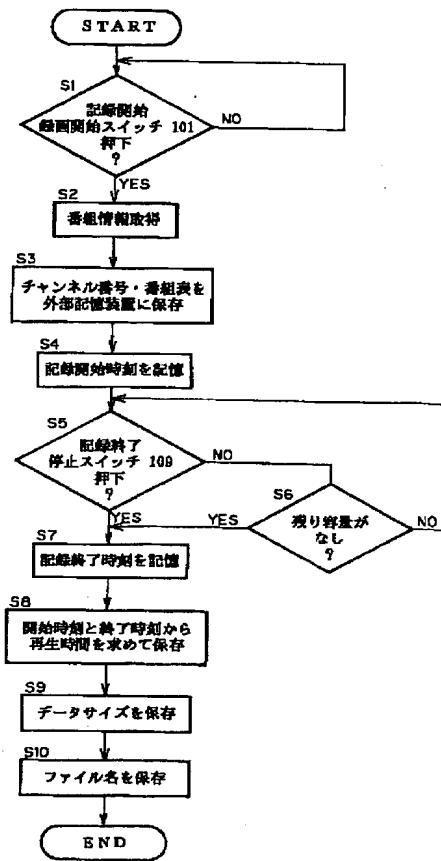 START
S1
記録開始
録画開始スイッチ 101
押下
?
NO
YES
S2
番組情報取得
S3
チャンネル番号・番組表を
外部記憶装置に保存
S4
記録開始時刻を記憶
S5
記録終了
停止スイッチ 109
押下
?
NO
YES
S6
残り容量が
なし
?
YES
NO
S7
記録終了時刻を記憶
S8
開始時刻と終了時刻から
再生時間を求めて保存
S9
データサイズを保存
S10
ファイル名を保存
END